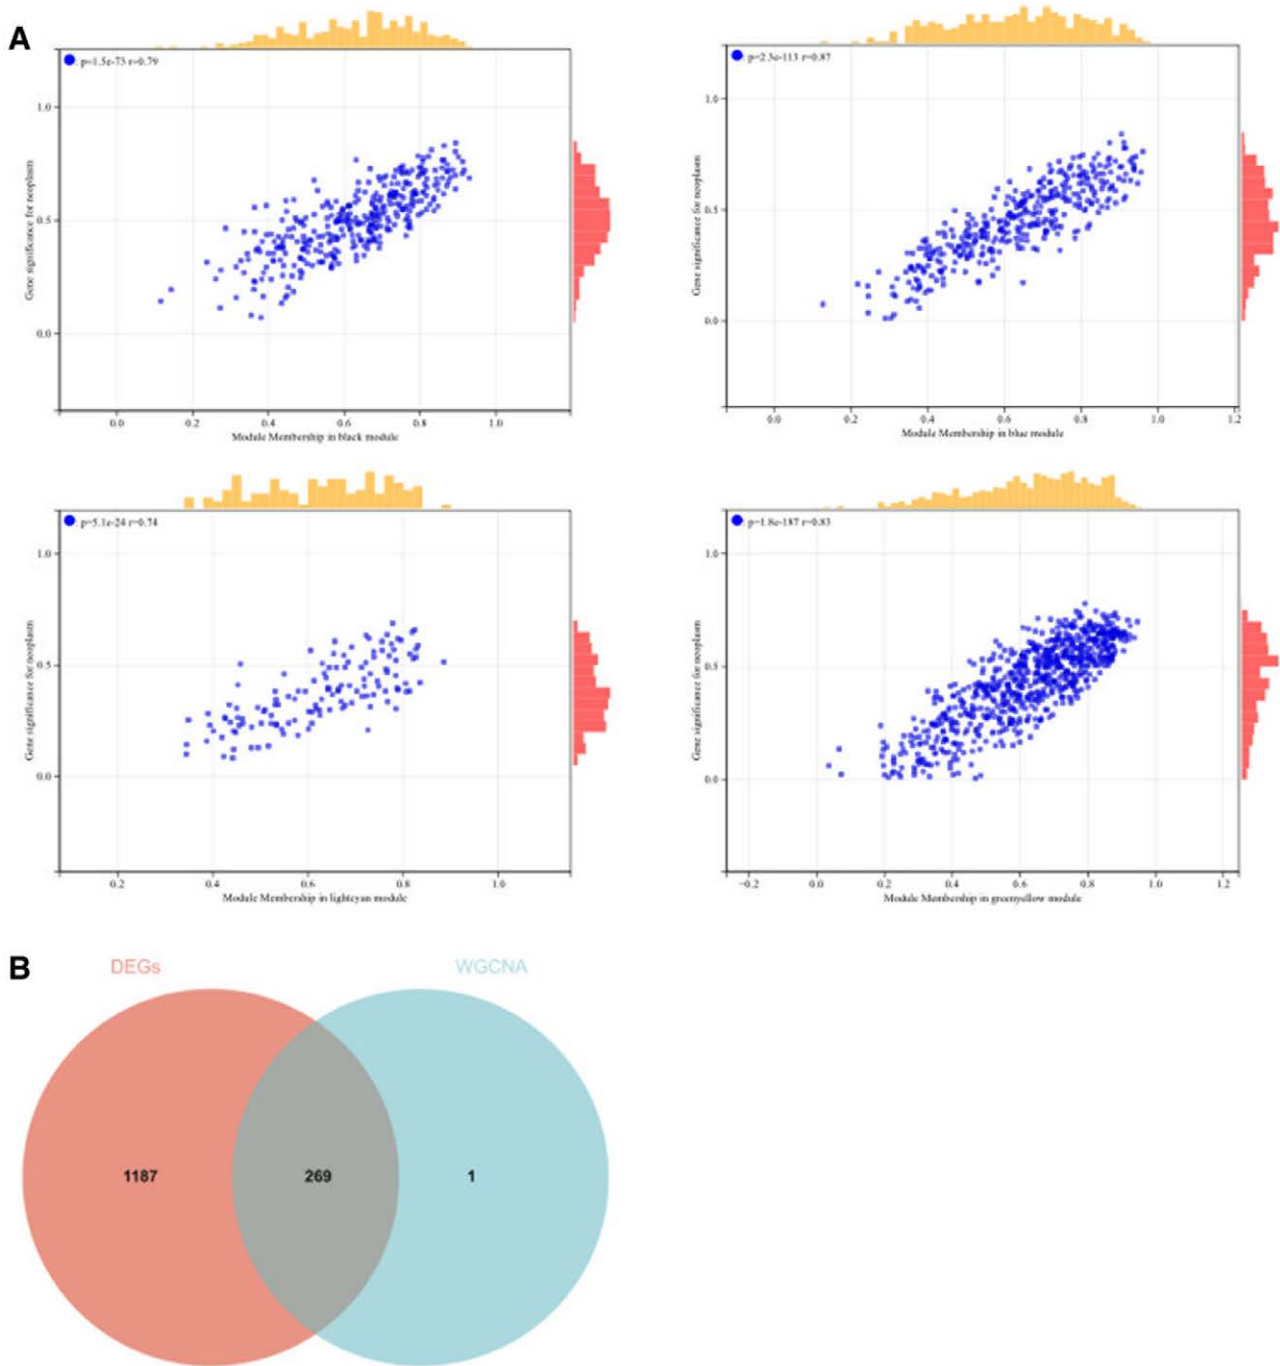 A
p=1.5e-73 r=0.79
1.0
0.5
0.0
Gene significance for neoplasm
0.0 0.2 0.4 0.6 0.8 1.0
Module Membership in black module
p=2.3e-113 r=0.87
1.0
0.5
0.0
Gene significance for neoplasm
0.0 0.2 0.4 0.6 0.8 1.0 1.2
Module Membership in blue module
p=5.1e-24 r=0.74
1.0
0.5
0.0
Gene significance for neoplasm
0.2 0.4 0.6 0.8 1.0
Module Membership in lightcyan module
p=1.8e-187 r=0.83
1.0
0.5
0.0
Gene significance for neoplasm
−0.2 0.0 0.2 0.4 0.6 0.8 1.0 1.2
Module Membership in greenyellow module
B
DEGs WGCNA
1187 269 1